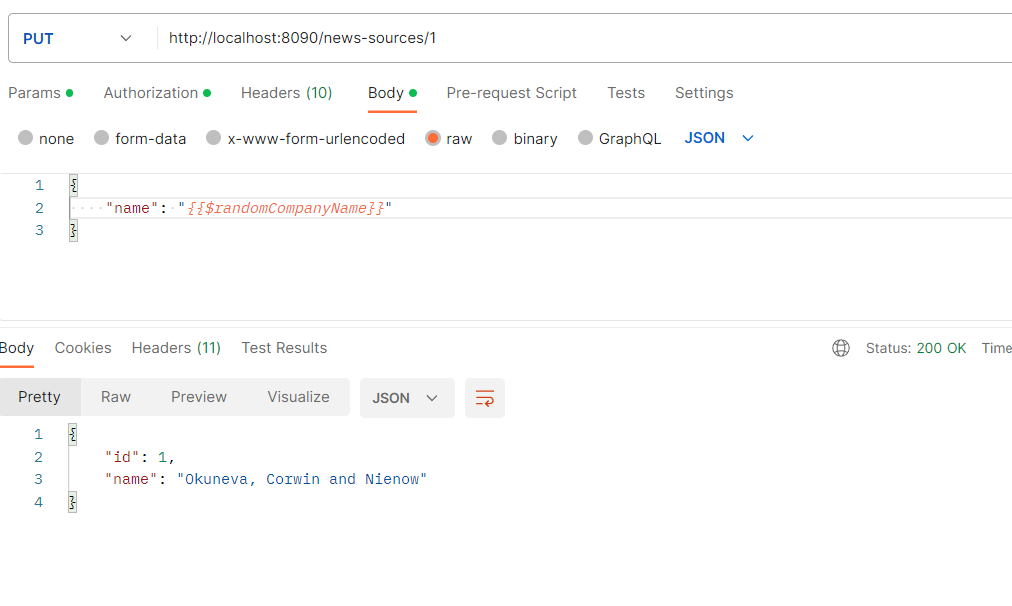 PUT http://localhost:8090/news-sources/1
Params Authorization Headers (10) Body Pre-request Script Tests Settings
none form-data x-www-form-urlencoded raw binary GraphQL JSON
1 {
2 "name": "{{$randomCompanyName}}"
3 }
Body Cookies Headers (11) Test Results Status: 200 OK Time
Pretty Raw Preview Visualize JSON
1 {
2 "id": 1,
3 "name": "Okuneva, Corwin and Nienow"
4 }